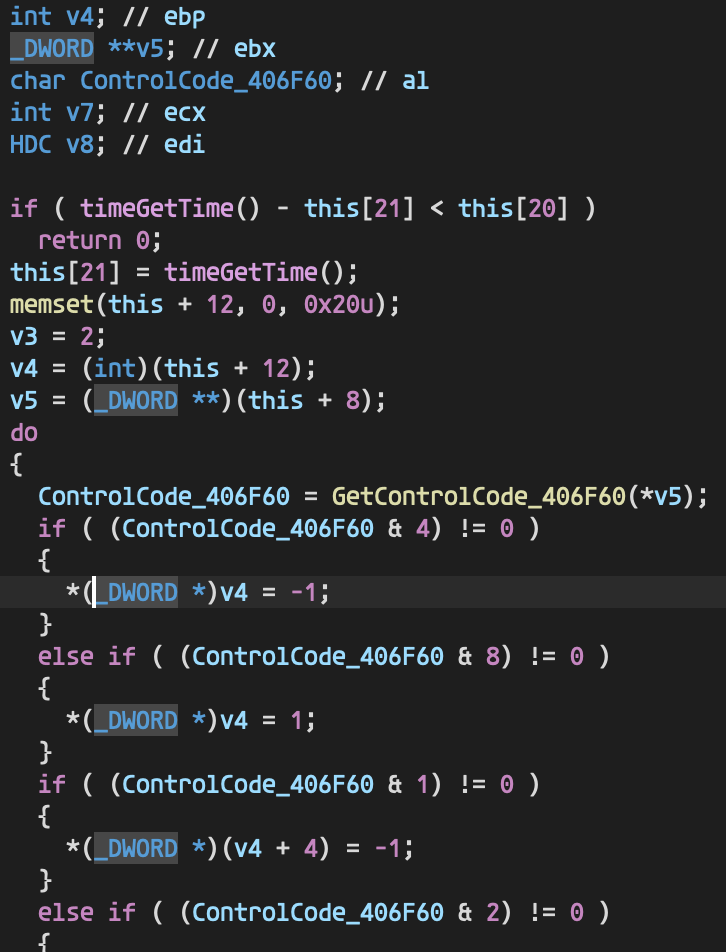 int v4; // ebp
_DWORD **v5; // ebx
char ControlCode_406F60; // al
int v7; // ecx
HDC v8; // edi
if ( timeGetTime() - this[21] < this[20] )
return 0;
this[21] = timeGetTime();
memset(this + 12, 0, 0x20u);
v3 = 2;
v4 = (int)(this + 12);
v5 = (_DWORD **)(this + 8);
do
{
ControlCode_406F60 = GetControlCode_406F60(*v5);
if ( (ControlCode_406F60 & 4) != 0 )
{
*(_DWORD *)v4 = -1;
}
else if ( (ControlCode_406F60 & 8) != 0 )
{
*(_DWORD *)v4 = 1;
}
if ( (ControlCode_406F60 & 1) != 0 )
{
*(_DWORD *)(v4 + 4) = -1;
}
else if ( (ControlCode_406F60 & 2) != 0 )
{